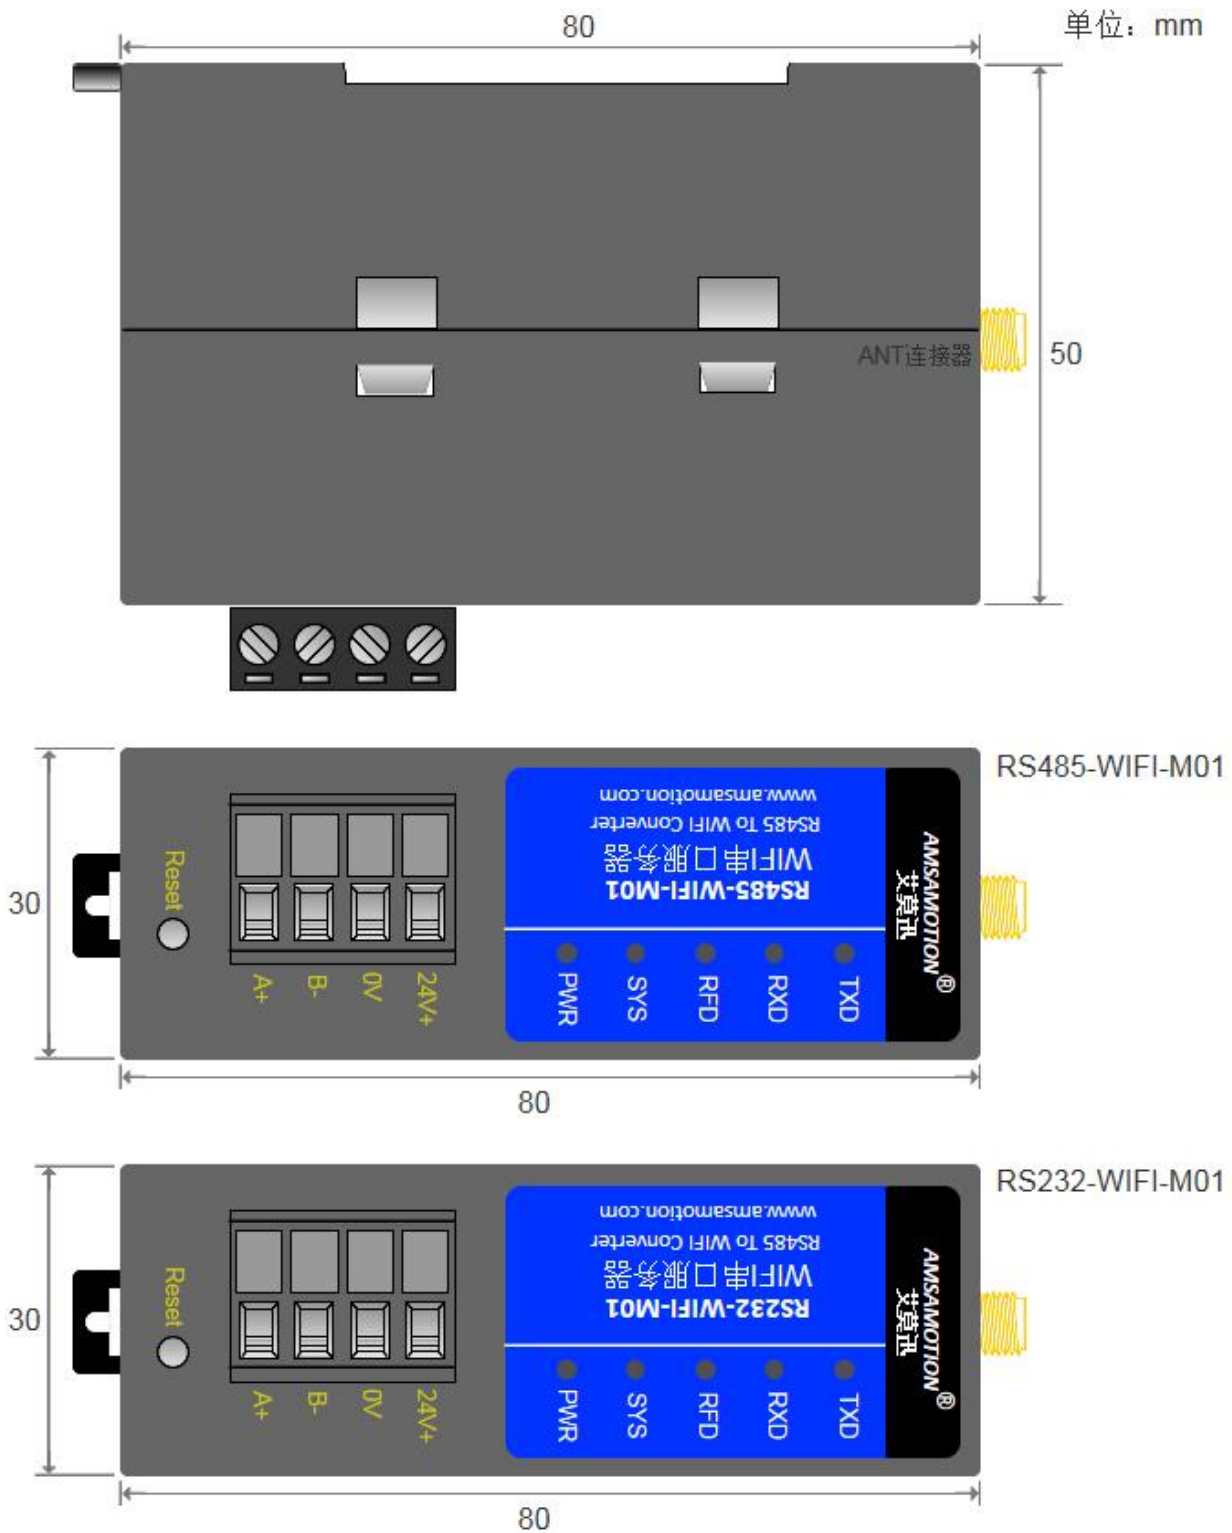 80
单位：mm
ANT连接器
50
RS485-WIFI-M01
www.amsamotion.com
RS485 To WIFI Converter
WIFI串口服务器
RS485-WIFI-M01
AMSAMOTION®
艾莫讯
Reset
30
A+
B-
0V
24V+
PWR
SYS
RFD
RXD
TXD
80
RS232-WIFI-M01
www.amsamotion.com
RS485 To WIFI Converter
WIFI串口服务器
RS232-WIFI-M01
AMSAMOTION®
艾莫讯
Reset
30
A+
B-
0V
24V+
PWR
SYS
RFD
RXD
TXD
80